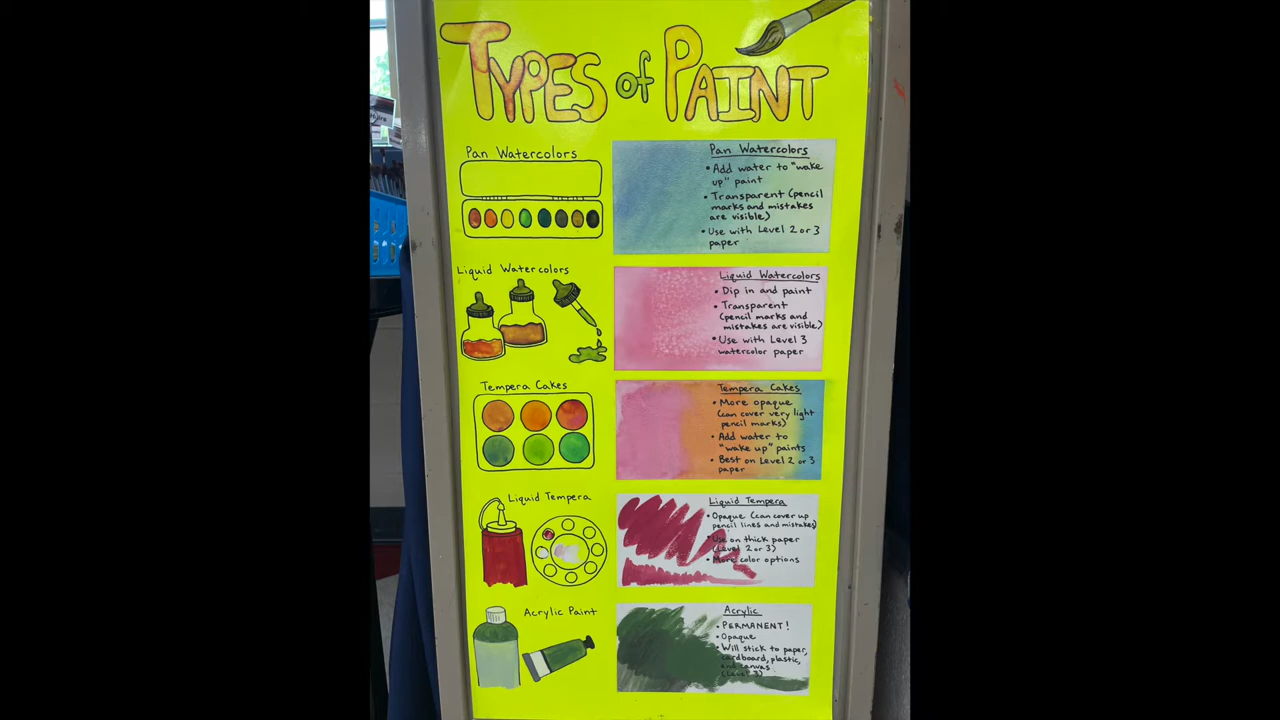 TYPES of PAINT
Pan Watercolors
Pan Watercolors
• Add water to "wake
up" paint
• Transparent (pencil
marks and mistakes
are visible)
• Use with Level 2 or 3
paper
Liquid Watercolors
Liquid Watercolors
• Dip in and paint
• Transparent
(pencil marks and
mistakes are visible)
• Use with Level 3
watercolor paper
Tempera Cakes
Tempera Cakes
• More opaque
(can cover very light
pencil marks)
• Add water to
"wake up" paints
• Best on Level 2 or 3
paper
Liquid Tempera
Liquid Tempera
• Opaque (can cover up
pencil lines and mistakes)
• Use on thick paper
(Level 2 or 3)
• More color options
Acrylic Paint
Acrylic
• PERMANENT!
• Opaque
• Will stick to paper,
cardboard, plastic,
and canvas
(Level 3)